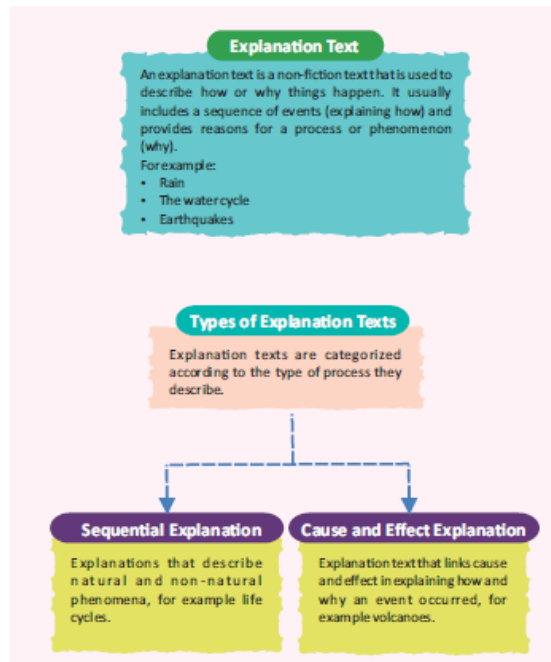 Explanation Text
An explanation text is a non-fiction text that is used to
describe how or why things happen. It usually
includes a sequence of events (explaining how) and
provides reasons for a process or phenomenon
(why).
For example:
• Rain
• The water cycle
• Earthquakes
Types of Explanation Texts
Explanation texts are categorized
according to the type of process they
describe.
Sequential Explanation
Explanations that describe
natural and non-natural
phenomena, for example life
cycles.
Cause and Effect Explanation
Explanation text that links cause
and effect in explaining how and
why an event occurred, for
example volcanoes.